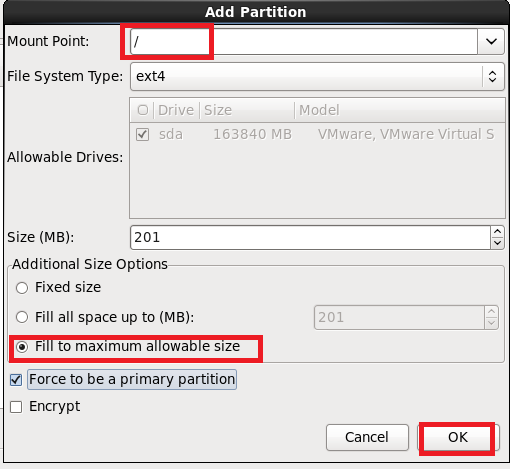 Add Partition
Mount Point: /
File System Type: ext4
Drive Size Model
sda 163840 MB VMware, VMware Virtual S
Allowable Drives:
Size (MB): 201
Additional Size Options
Fixed size
Fill all space up to (MB): 201
Fill to maximum allowable size
Force to be a primary partition
Encrypt
Cancel OK